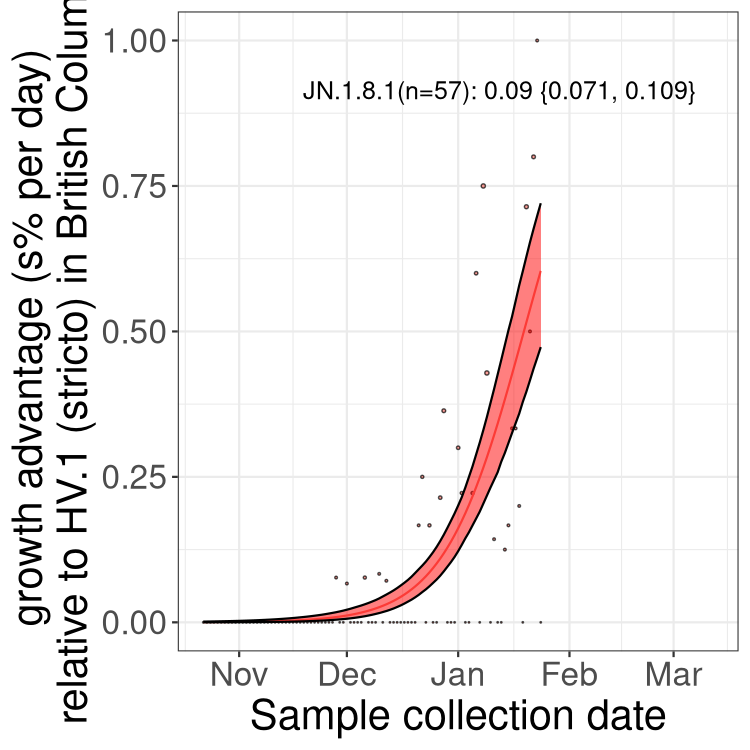 growth advantage (s% per day)
relative to HV.1 (stricto) in British Colum
1.00
0.75
0.50
0.25
0.00
JN.1.8.1(n=57): 0.09 {0.071, 0.109}
Nov Dec Jan Feb Mar
Sample collection date